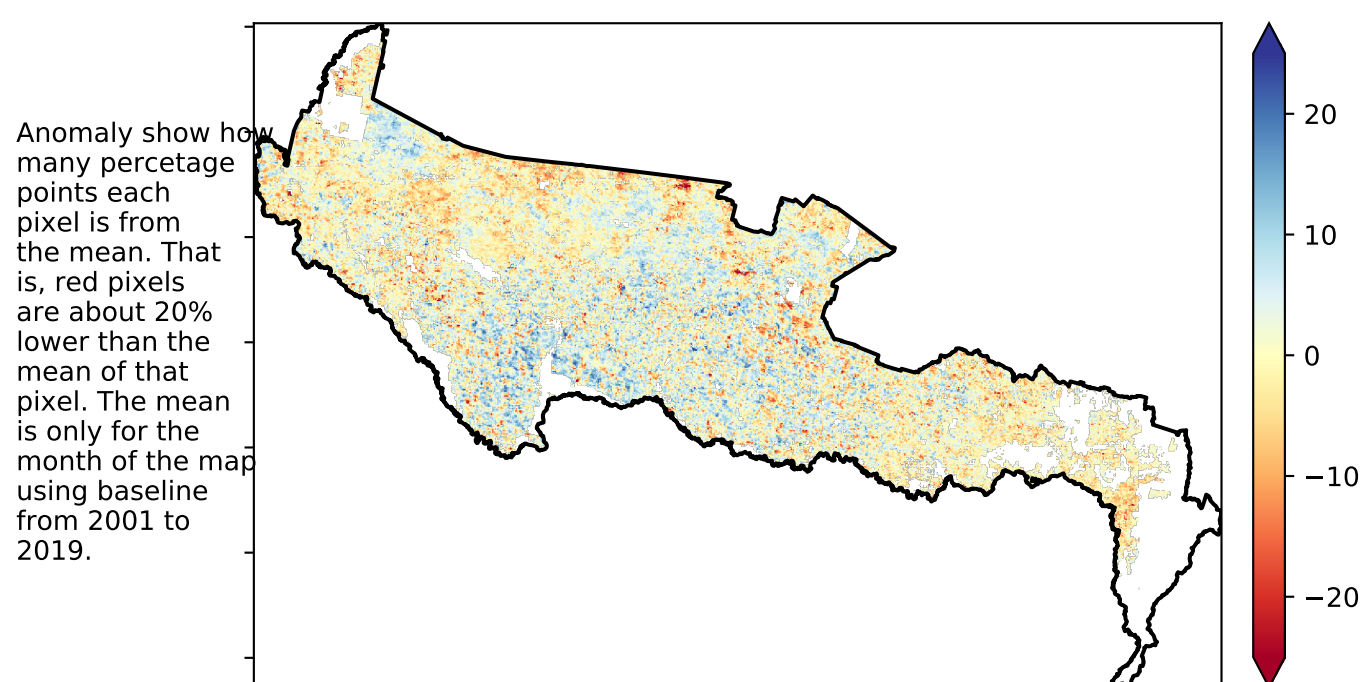 Anomaly show how
many percetage
points each
pixel is from
the mean. That
is, red pixels
are about 20%
lower than the
mean of that
pixel. The mean
is only for the
month of the map
using baseline
from 2001 to
2019.
20
10
0
−10
−20